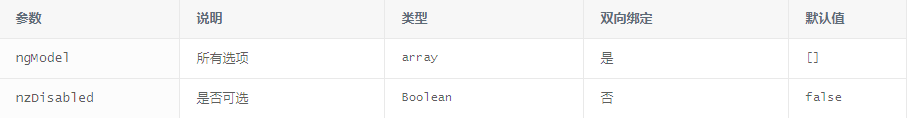 参数 说明 类型 双向绑定 默认值
ngModel 所有选项 array 是 []
nzDisabled 是否可选 Boolean 否 false